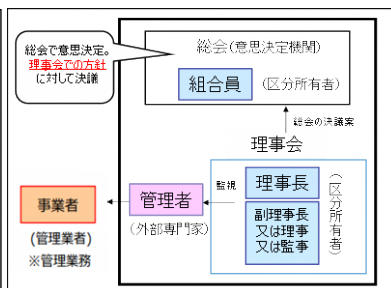 総会で意思決定。
理事会での方針
に対して決議
総会(意思決定機関)
組合員
(区分所有者)
総会の決議案
理事会
監視
理事長
副理事長
又は理事
又は監事
(区分所有者)
管理者
(外部専門家)
事業者
(管理業者)
※管理業務